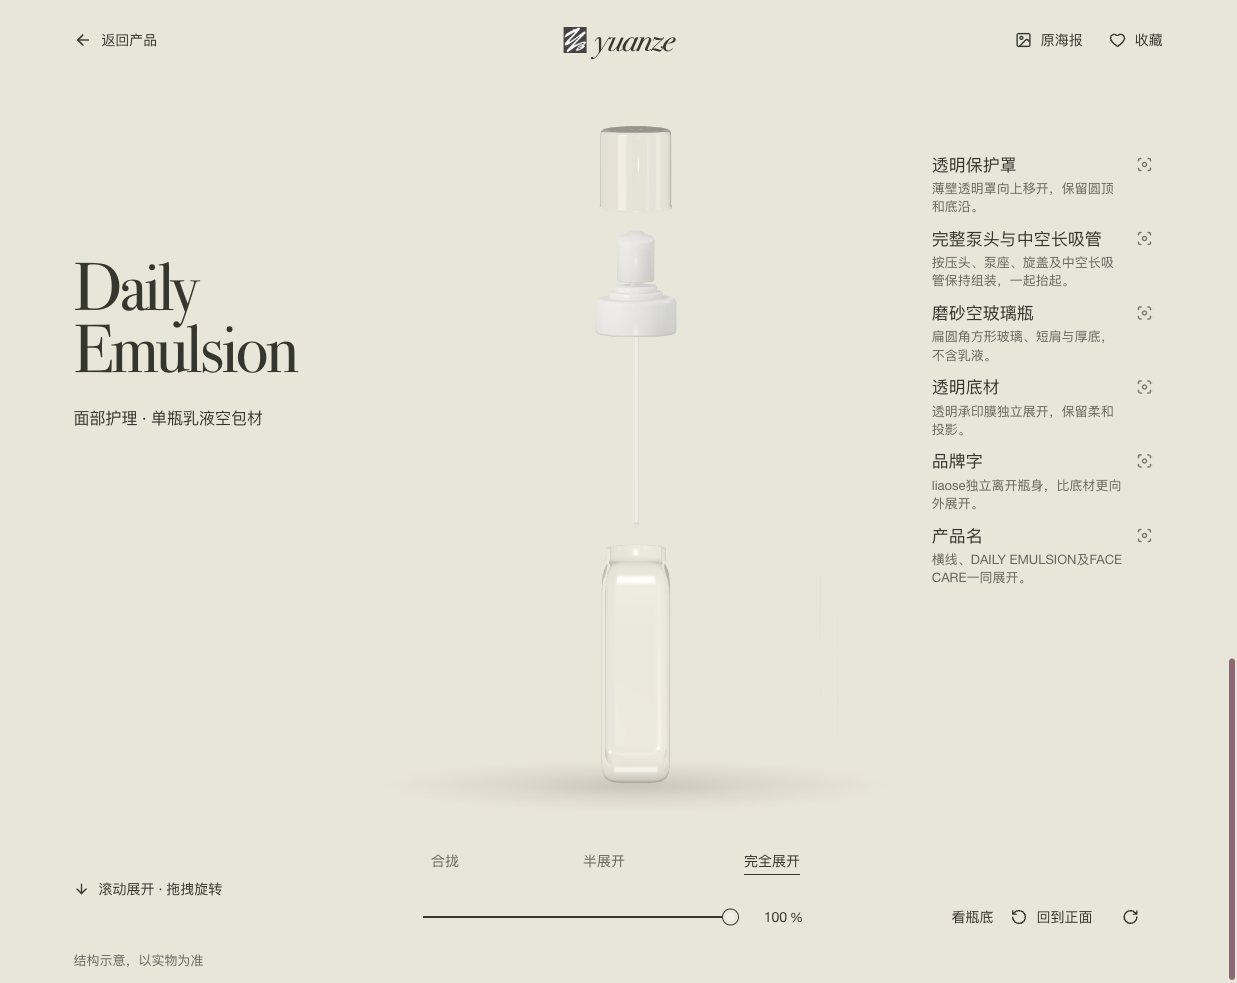 返回产品
yuanze
原海报
收藏
Daily
Emulsion
面部护理 · 单瓶乳液空包材
透明保护罩
薄壁透明罩向上移开，保留圆顶
和底沿。
完整泵头与中空长吸管
按压头、泵座、旋盖及中空长吸
管保持组装，一起抬起。
磨砂空玻璃瓶
扁圆角方形玻璃、短肩与厚底，
不含乳液。
透明底材
透明承印膜独立展开，保留柔和
投影。
品牌字
liaose独立离开瓶身，比底材更向
外展开。
产品名
横线、DAILY EMULSION及FACE
CARE一同展开。
合拢
半展开
完全展开
滚动展开 · 拖拽旋转
100 %
看瓶底
回到正面
结构示意，以实物为准